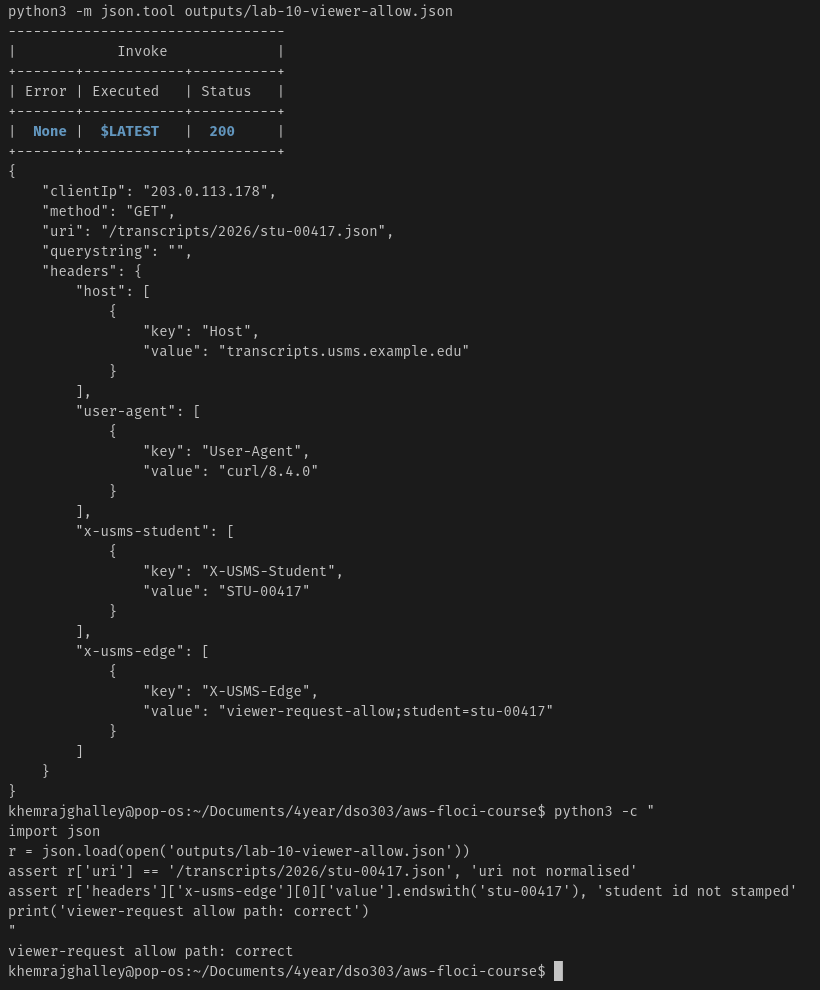 python3 -m json.tool outputs/lab-10-viewer-allow.json
---------------------------------
|            Invoke             |
+-------+------------+----------+
| Error | Executed   | Status   |
+-------+------------+----------+
|  None |  $LATEST   |  200     |
+-------+------------+----------+
{
    "clientIp": "203.0.113.178",
    "method": "GET",
    "uri": "/transcripts/2026/stu-00417.json",
    "querystring": "",
    "headers": {
        "host": [
            {
                "key": "Host",
                "value": "transcripts.usms.example.edu"
            }
        ],
        "user-agent": [
            {
                "key": "User-Agent",
                "value": "curl/8.4.0"
            }
        ],
        "x-usms-student": [
            {
                "key": "X-USMS-Student",
                "value": "STU-00417"
            }
        ],
        "x-usms-edge": [
            {
                "key": "X-USMS-Edge",
                "value": "viewer-request-allow;student=stu-00417"
            }
        ]
    }
}
khemrajghalley@pop-os:~/Documents/4year/dso303/aws-floci-course$ python3 -c "
import json
r = json.load(open('outputs/lab-10-viewer-allow.json'))
assert r['uri'] == '/transcripts/2026/stu-00417.json', 'uri not normalised'
assert r['headers']['x-usms-edge'][0]['value'].endswith('stu-00417'), 'student id not stamped'
print('viewer-request allow path: correct')
"
viewer-request allow path: correct
khemrajghalley@pop-os:~/Documents/4year/dso303/aws-floci-course$